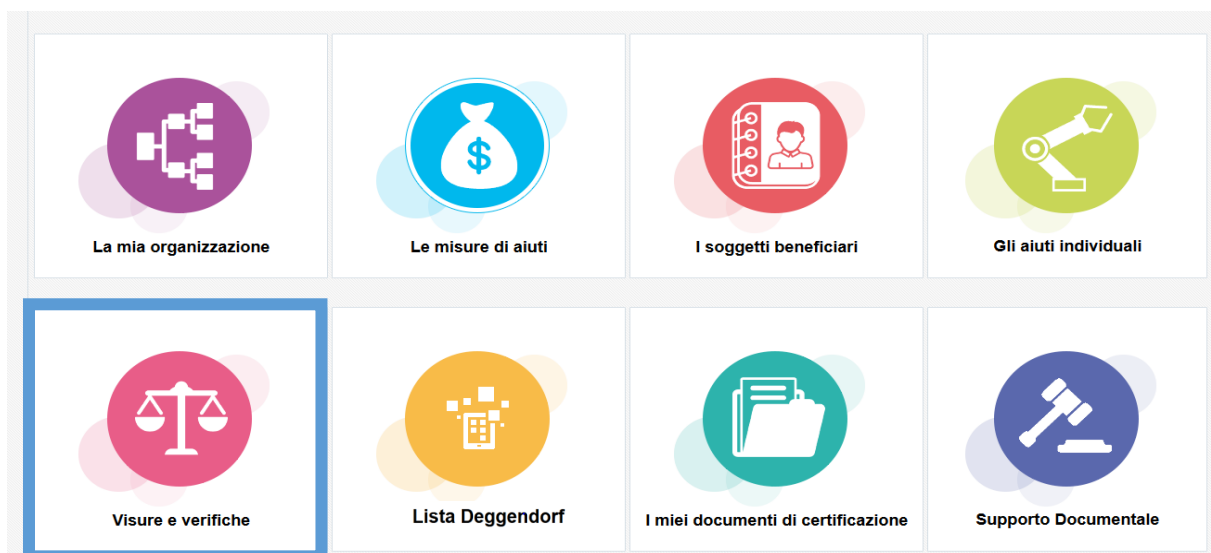 La mia organizzazione
$
Le misure di aiuti
I soggetti beneficiari
Gli aiuti individuali
Visure e verifiche
Lista Deggendorf
I miei documenti di certificazione
Supporto Documentale